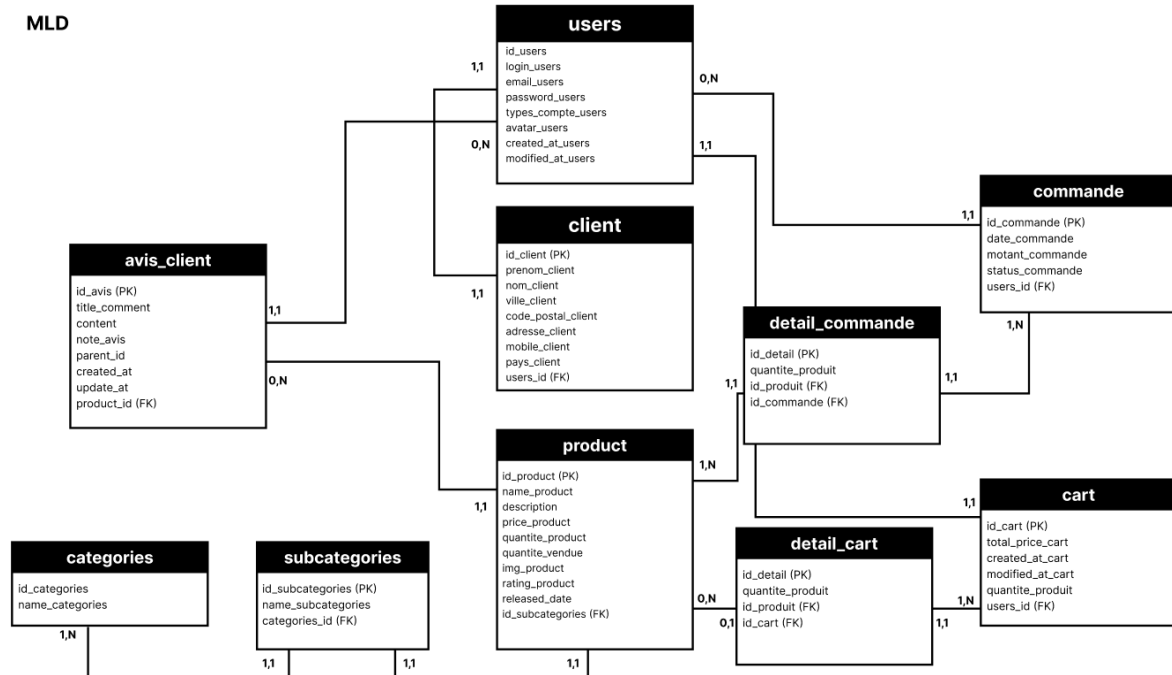 MLD
users
id_users
login_users
email_users
password_users
types_compte_users
avatar_users
created_at_users
modified_at_users
1,1
0,N
0,N
1,1
client
id_client (PK)
prenom_client
nom_client
ville_client
code_postal_client
adresse_client
mobile_client
pays_client
users_id (FK)
1,1
commande
id_commande (PK)
date_commande
motant_commande
status_commande
users_id (FK)
1,1
1,N
avis_client
id_avis (PK)
title_comment
content
note_avis
parent_id
created_at
update_at
product_id (FK)
1,1
0,N
detail_commande
id_detail (PK)
quantite_produit
id_produit (FK)
id_commande (FK)
1,1
1,1
product
id_product (PK)
name_product
description
price_product
quantite_product
quantite_vendue
img_product
rating_product
released_date
id_subcategories (FK)
1,1
1,N
0,N
1,1
cart
id_cart (PK)
total_price_cart
created_at_cart
modified_at_cart
quantite_produit
users_id (FK)
1,1
1,N
detail_cart
id_detail (PK)
quantite_produit
id_produit (FK)
id_cart (FK)
0,1
1,1
categories
id_categories
name_categories
1,N
subcategories
id_subcategories (PK)
name_subcategories
categories_id (FK)
1,1
1,1